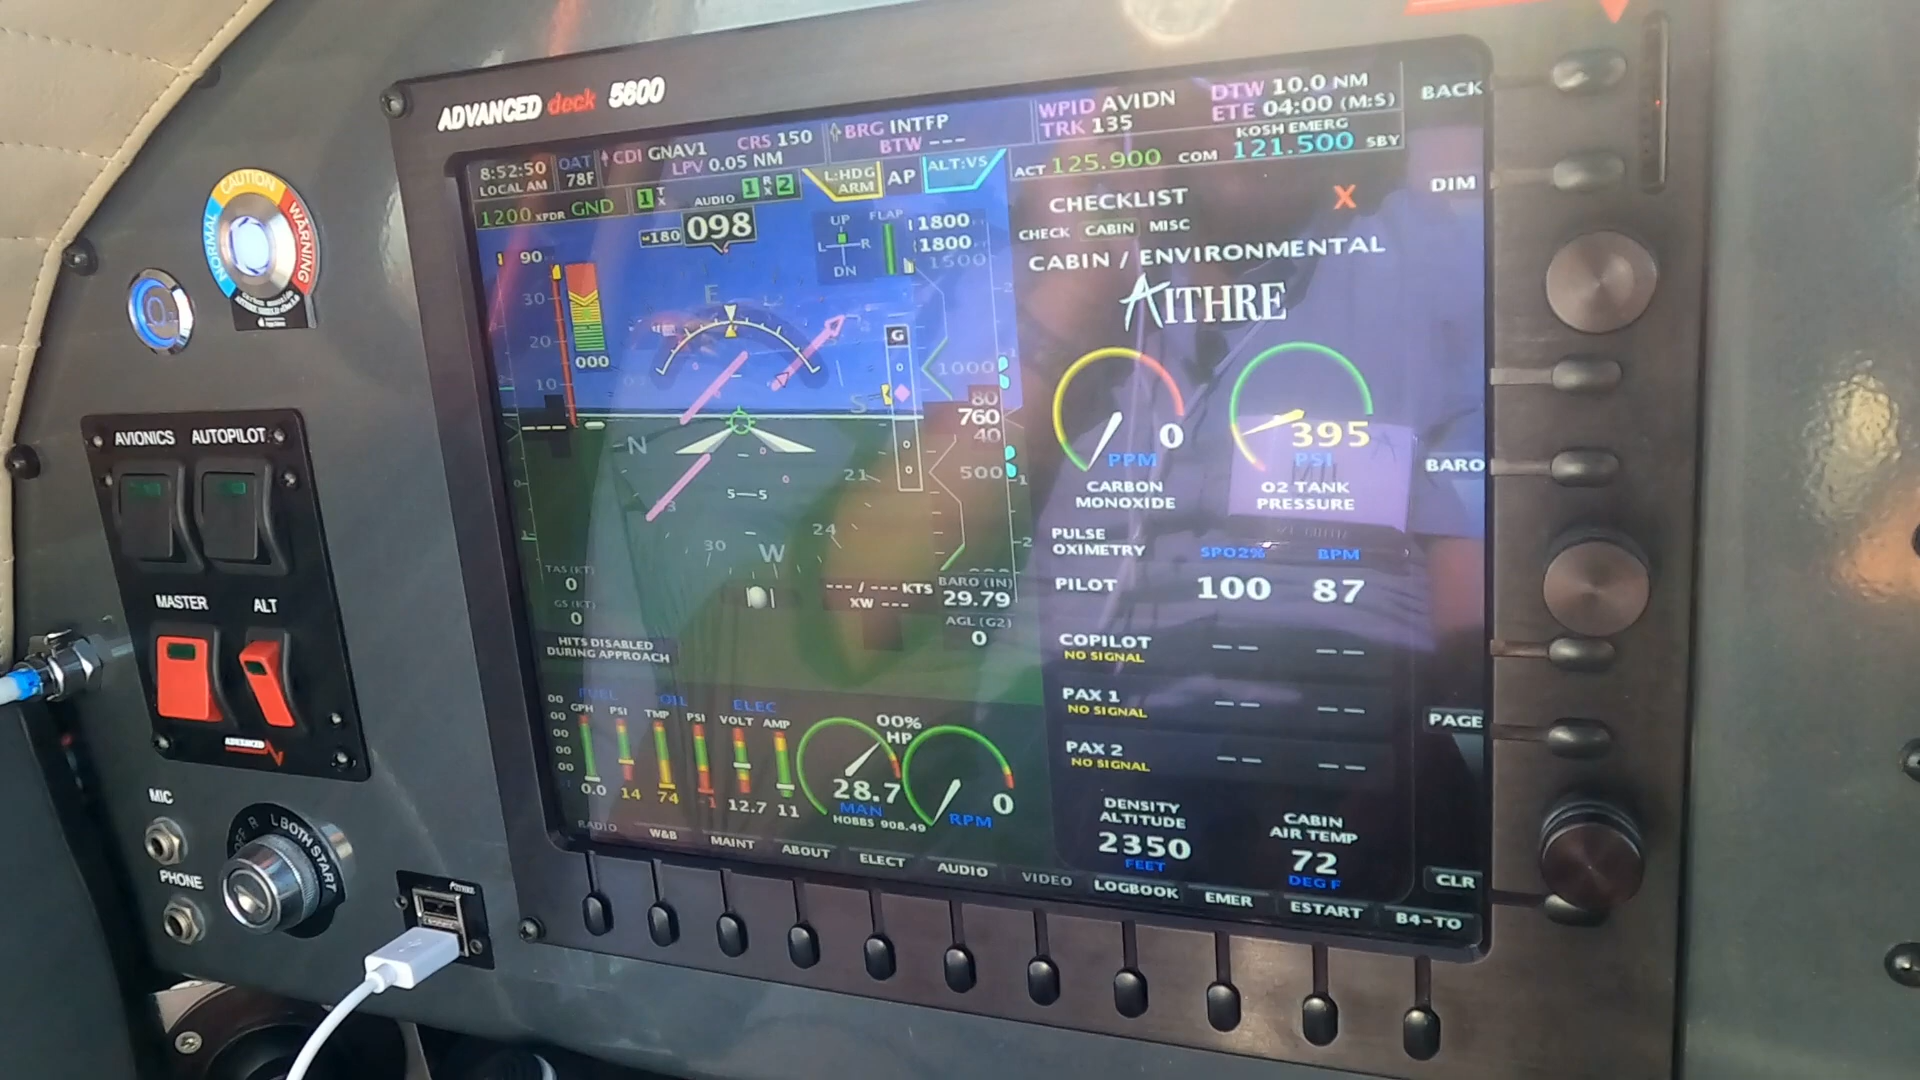 ADVANCED deck 5600
CAUTION
NORMAL
WARNING
O2
AVIONICS AUTOPILOT
MASTER ALT
ADVANCED
MIC
PHONE
R L BOTH START
AITHRE
8:52:50
LOCAL AM
OAT
78F
CDI GNAV1 CRS 150
LPV 0.05 NM
BRG INTFP
BTW ---
WPID AVIDN
TRK 135
DTW 10.0 NM
ETE 04:00 (M:S)
KOSH EMERG
ACT 125.900 COM 121.500 SBY
1200 XPDR GND
1 TX AUDIO 1 RX 2
L:HDG
ARM
AP
ALT:VS
180 098
UP
L R
DN
FLAP
1800
1800
1500
90
30
20
10
000
E
12
N
S
G
1000
80
760
40
500
21
24
W
30
5 5
TAS (KT)
0
GS (KT)
0
--- / --- KTS
XW ---
BARO (IN)
29.79
AGL (G2)
0
HITS DISABLED
DURING APPROACH
FUEL OIL ELEC
GPH PSI TMP PSI VOLT AMP
00
00
00
00
00
0.0 14 74 -1 12.7 11
00%
HP
28.7
MAN
HOBBS 908.49
0
RPM
CHECKLIST X
CHECK CABIN MISC
CABIN / ENVIRONMENTAL
AITHRE
0
PPM
CARBON
MONOXIDE
395
PSI
O2 TANK
PRESSURE
PULSE
OXIMETRY
SPO2% BPM
PILOT 100 87
COPILOT -- --
NO SIGNAL
PAX 1 -- --
NO SIGNAL
PAX 2 -- --
NO SIGNAL
DENSITY
ALTITUDE
2350
FEET
CABIN
AIR TEMP
72
DEG F
BACK
DIM
BARO
PAGE
CLR
RADIO W&B MAINT ABOUT ELECT AUDIO VIDEO LOGBOOK EMER ESTART B4-TO